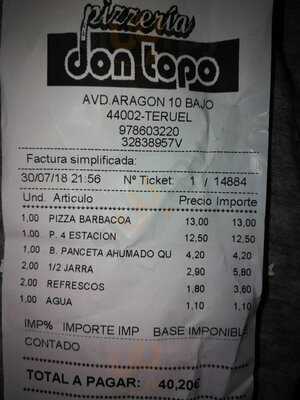 pizzería
don topo
AVD.ARAGON 10 BAJO
44002-TERUEL
978603220
32838957V
Factura simplificada:
30/07/18 21:56 Nº Ticket: 1 / 14884
Und. Articulo Precio Importe
1,00 PIZZA BARBACOA 13,00 13,00
1,00 P. 4 ESTACION 12,50 12,50
1,00 B. PANCETA AHUMADO QU 4,20 4,20
2,00 1/2 JARRA 2,90 5,80
2,00 REFRESCOS 1,80 3,60
1,00 AGUA 1,10 1,10
IMP% IMPORTE IMP BASE IMPONIBLE
CONTADO
TOTAL A PAGAR: 40,20€